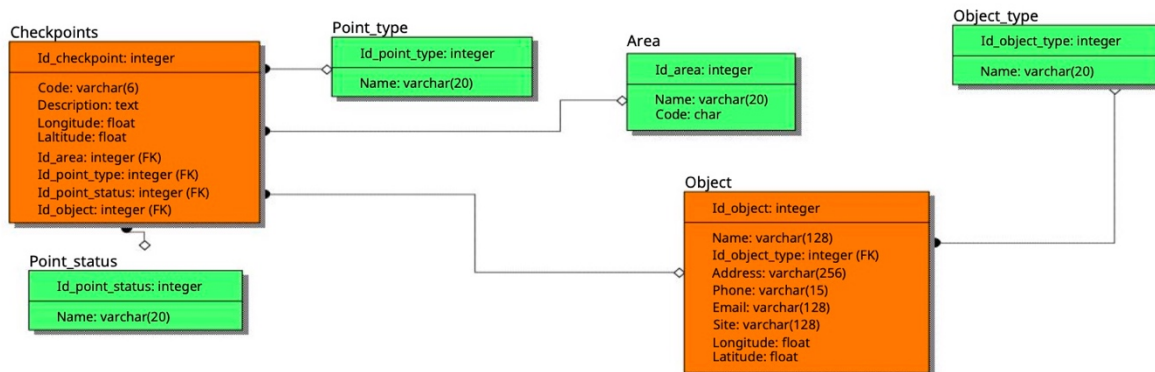 Checkpoints
Id_checkpoint: integer
Code: varchar(6)
Description: text
Longitude: float
Laltitude: float
Id_area: integer (FK)
Id_point_type: integer (FK)
Id_point_status: integer (FK)
Id_object: integer (FK)
Point_type
Id_point_type: integer
Name: varchar(20)
Area
Id_area: integer
Name: varchar(20)
Code: char
Object_type
Id_object_type: integer
Name: varchar(20)
Point_status
Id_point_status: integer
Name: varchar(20)
Object
Id_object: integer
Name: varchar(128)
Id_object_type: integer (FK)
Address: varchar(256)
Phone: varchar(15)
Email: varchar(128)
Site: varchar(128)
Longitude: float
Latitude: float